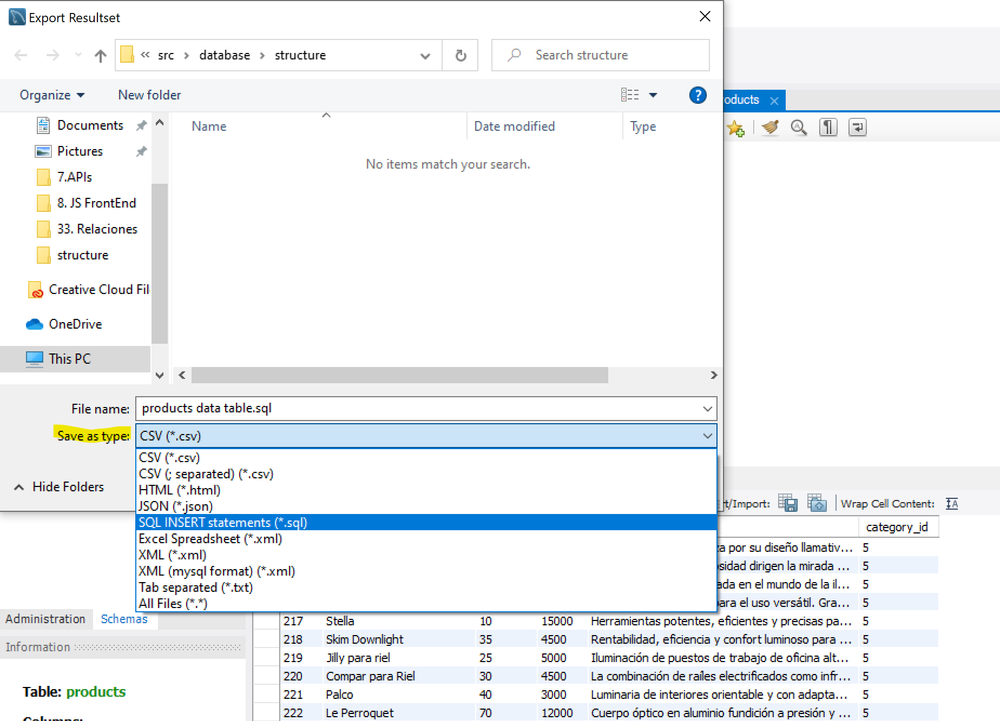 Export Resultset
« src > database > structure
Search structure
Organize
New folder
?
Documents
Pictures
7.APIs
8. JS FrontEnd
33. Relaciones
structure
Creative Cloud Fil
OneDrive
This PC
Name
Date modified
Type
No items match your search.
File name: products data table.sql
Save as type: CSV (*.csv)
CSV (*.csv)
CSV (; separated) (*.csv)
HTML (*.html)
JSON (*.json)
SQL INSERT statements (*.sql)
Excel Spreadsheet (*.xml)
XML (*.xml)
XML (mysql format) (*.xml)
Tab separated (*.txt)
All Files (*.*)
Hide Folders
oducts
rt/Import:
Wrap Cell Content:
category_id
za por su diseño llamativ... 5
sidad dirigen la mirada ... 5
ada en el mundo de la il... 5
para el uso versátil. Gra... 5
217 Stella 10 15000 Herramientas potentes, eficientes y precisas pa... 5
218 Skim Downlight 35 4500 Rentabilidad, eficiencia y confort luminoso para ... 5
219 Jilly para riel 25 5000 Iluminación de puestos de trabajo de oficina alt... 5
220 Compar para Riel 30 4500 La combinación de raíles electrificados como infr... 5
221 Palco 40 3000 Luminaria de interiores orientable y con adapta... 5
222 Le Perroquet 70 12000 Cuerpo óptico en aluminio fundición a presión y ... 5
Administration
Schemas
Information
Table: products
Columns: